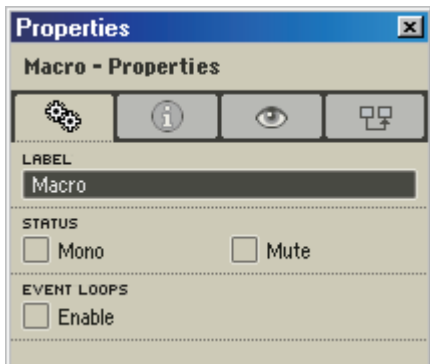 Properties
Macro - Properties
LABEL
Macro
STATUS
Mono Mute
EVENT LOOPS
Enable